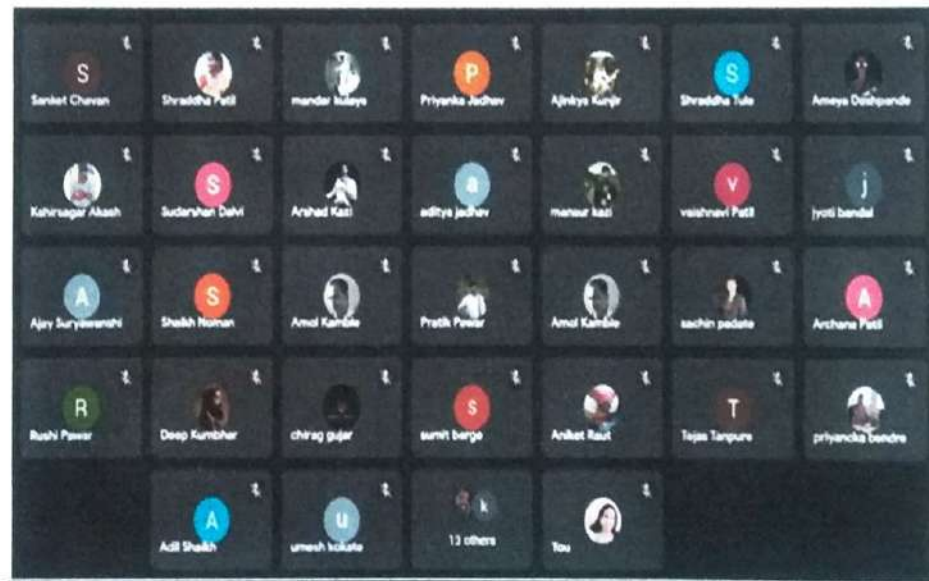 S S P S
Sanket Chavan Shraddha Patil mandar Priyanka Jadhav Ajinkya Kunjir Shraddha Tule Ameya Deshpande
S a v j
Kshirsagar Akash Sudarshan Dalvi Arshad Kazi aditya jadhav mansur kazi vaishnavi Patil jyoti bandal
A S A
Ajay Suryawanshi Shaikh Noman Amol Kamble Pratik Pawar Amol Kamble sachin padate Archana Patil
R s T
Rushi Pawar Deep Kumbhar chirag gujar sumit barge Aniket Raut Tejas Tanpure priyancka bendre
A u k
Adil Shaikh umesh kokate 13 others You